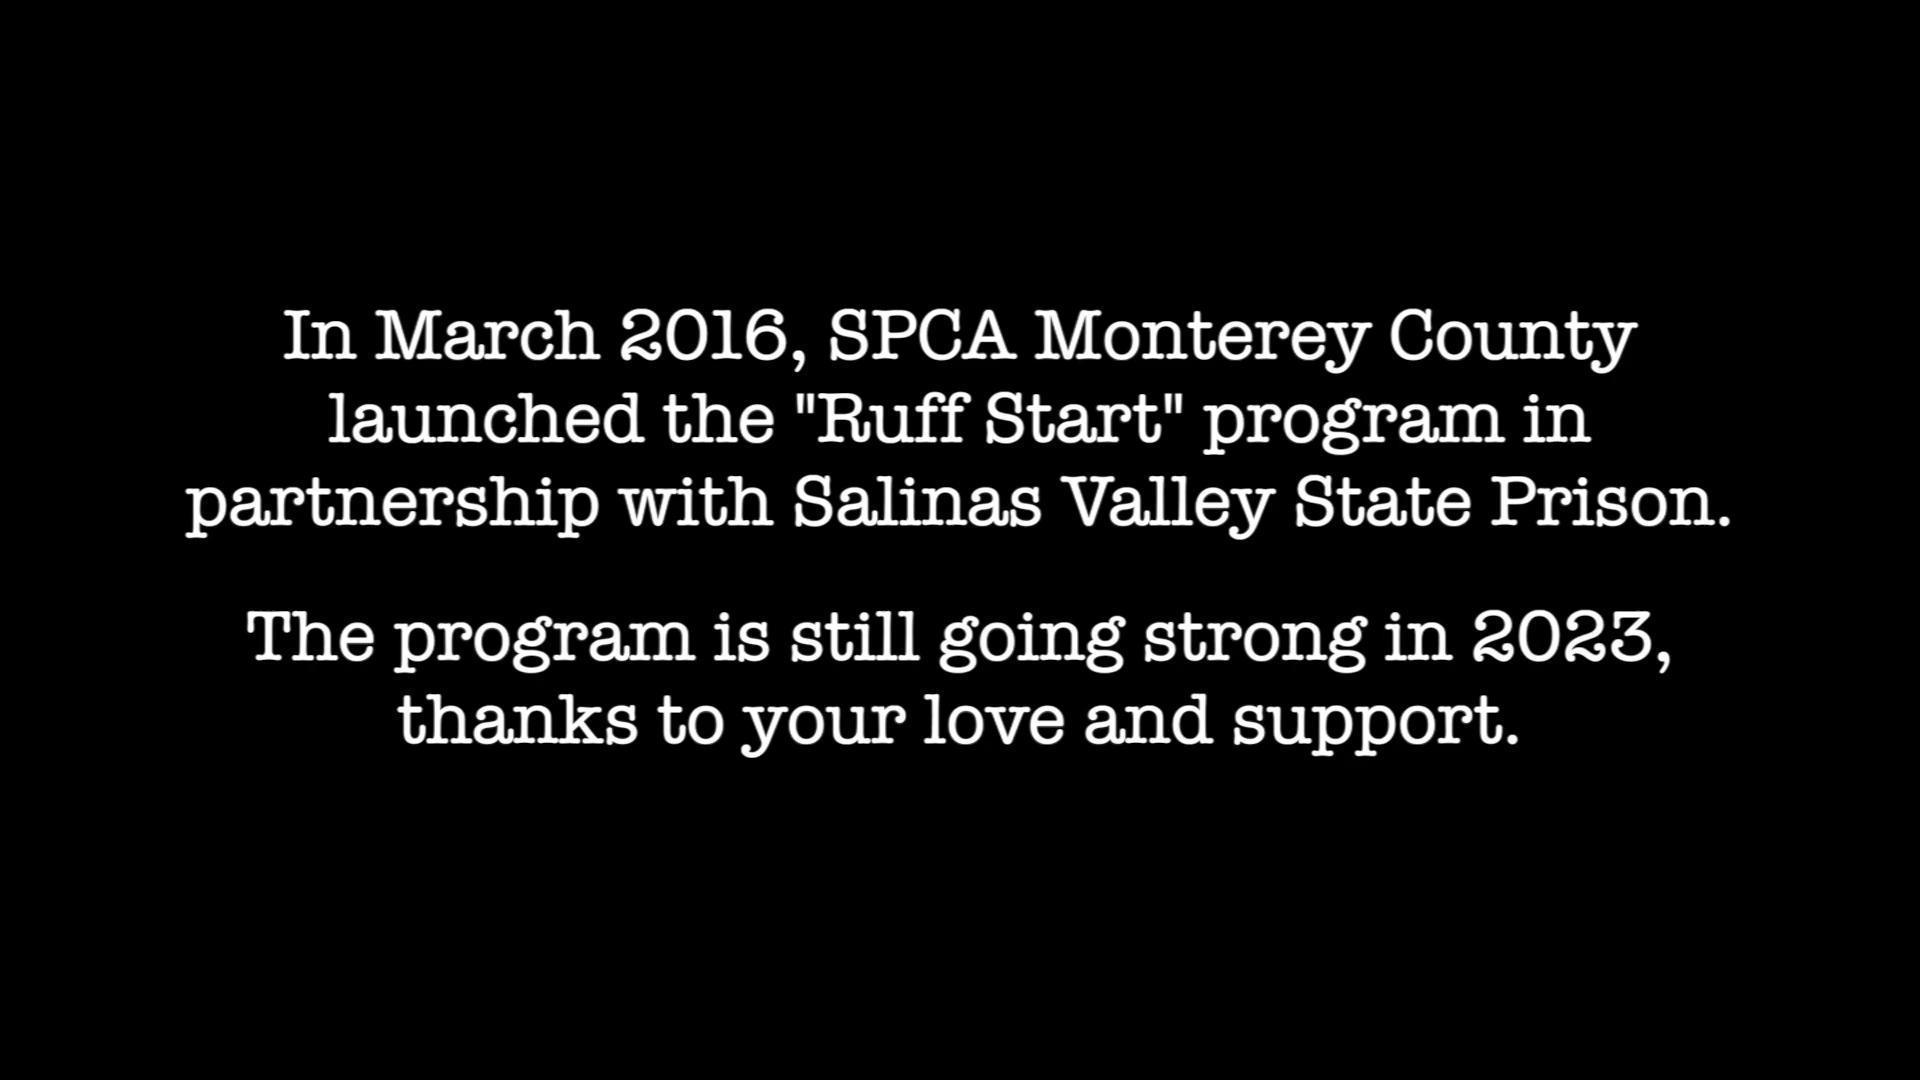 In March 2016, SPCA Monterey County
launched the "Ruff Start" program in
partnership with Salinas Valley State Prison.
The program is still going strong in 2023,
thanks to your love and support.